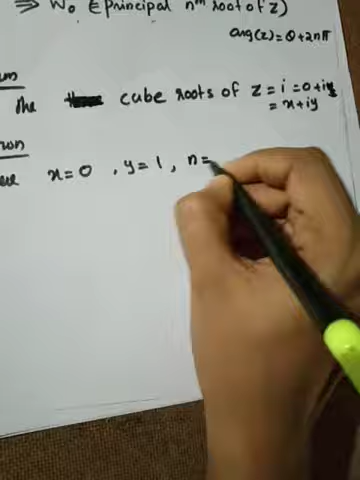 ⇒ W₀ (principal nth root of z)
arg(z) = θ + 2nπ
The cube roots of z = i = 0 + iy
= x + iy
x = 0 , y = 1 , n =